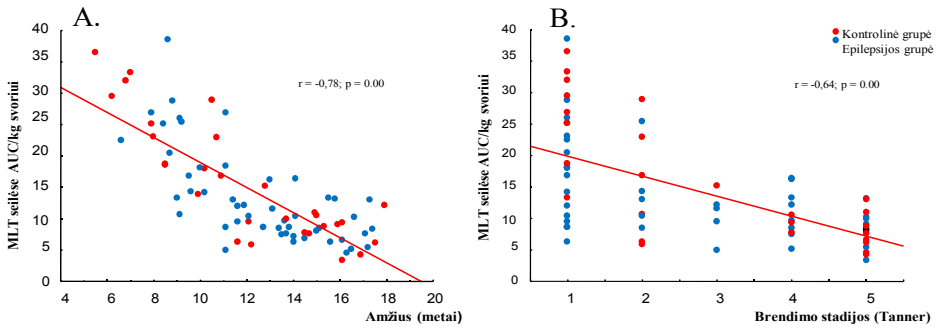 A.
MLT seilėse AUC/kg svoriui
40
35
30
25
20
15
10
5
0
r = -0,78; p = 0.00
4 6 8 10 12 14 16 18 20
Amžius (metai)
B.
MLT seilėse AUC/kg svoriui
40
35
30
25
20
15
10
5
0
Kontrolinė grupė
Epilepsijos grupė
r = -0,64; p = 0.00
1 2 3 4 5
Brendimo stadijos (Tanner)